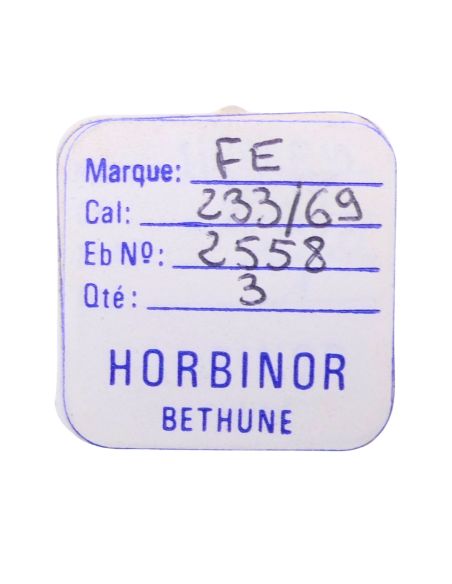 Marque: FE
Cal: 233/69
Eb Nº: 2558
Qté: 3
HORBINOR
BETHUNE